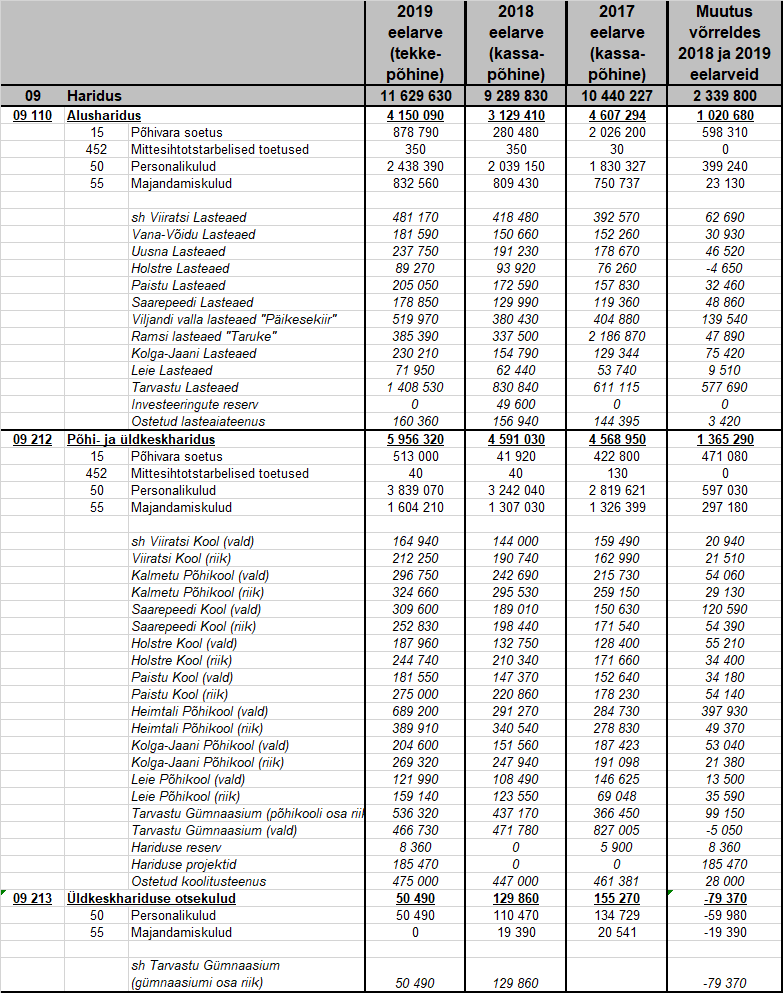 2019 eelarve (tekke-põhine) 2018 eelarve (kassa-põhine) 2017 eelarve (kassa-põhine) Muutus võrreldes 2018 ja 2019 eelarveid
09 Haridus 11 629 630 9 289 830 10 440 227 2 339 800
09 110 Alusharidus 4 150 090 3 129 410 4 607 294 1 020 680
15 Põhivara soetus 878 790 280 480 2 026 200 598 310
452 Mittesihtotstarbelised toetused 350 350 30 0
50 Personalikulud 2 438 390 2 039 150 1 830 327 399 240
55 Majandamiskulud 832 560 809 430 750 737 23 130
sh Viiratsi Lasteaed 481 170 418 480 392 570 62 690
Vana-Võidu Lasteaed 181 590 150 660 152 260 30 930
Uusna Lasteaed 237 750 191 230 178 670 46 520
Holstre Lasteaed 89 270 93 920 76 260 -4 650
Paistu Lasteaed 205 050 172 590 157 830 32 460
Saarepeedi Lasteaed 178 850 129 990 119 360 48 860
Viljandi valla lasteaed "Päikesekiir" 519 970 380 430 404 880 139 540
Ramsi lasteaed "Taruke" 385 390 337 500 2 186 870 47 890
Kolga-Jaani Lasteaed 230 210 154 790 129 344 75 420
Leie Lasteaed 71 950 62 440 53 740 9 510
Tarvastu Lasteaed 1 408 530 830 840 611 115 577 690
Investeeringute reserv 0 49 600 0 0
Ostetud lasteaiateenus 160 360 156 940 144 395 3 420
09 212 Põhi- ja üldkeskharidus 5 956 320 4 591 030 4 568 950 1 365 290
15 Põhivara soetus 513 000 41 920 422 800 471 080
452 Mittesihtotstarbelised toetused 40 40 130 0
50 Personalikulud 3 839 070 3 242 040 2 819 621 597 030
55 Majandamiskulud 1 604 210 1 307 030 1 326 399 297 180
sh Viiratsi Kool (vald) 164 940 144 000 159 490 20 940
Viiratsi Kool (riik) 212 250 190 740 162 990 21 510
Kalmetu Põhikool (vald) 296 750 242 690 215 730 54 060
Kalmetu Põhikool (riik) 324 660 295 530 259 150 29 130
Saarepeedi Kool (vald) 309 600 189 010 150 630 120 590
Saarepeedi Kool (riik) 252 830 198 440 171 540 54 390
Holstre Kool (vald) 187 960 132 750 128 400 55 210
Holstre Kool (riik) 244 740 210 340 171 660 34 400
Paistu Kool (vald) 181 550 147 370 152 640 34 180
Paistu Kool (riik) 275 000 220 860 178 230 54 140
Heimtali Põhikool (vald) 689 200 291 270 284 730 397 930
Heimtali Põhikool (riik) 389 910 340 540 278 830 49 370
Kolga-Jaani Põhikool (vald) 204 600 151 560 187 423 53 040
Kolga-Jaani Põhikool (riik) 269 320 247 940 191 098 21 380
Leie Põhikool (vald) 121 990 108 490 146 625 13 500
Leie Põhikool (riik) 159 140 123 550 69 048 35 590
Tarvastu Gümnaasium (põhikooli osa riik 536 320 437 170 366 450 99 150
Tarvastu Gümnaasium (vald) 466 730 471 780 827 005 -5 050
Hariduse reserv 8 360 0 5 900 8 360
Hariduse projektid 185 470 0 0 185 470
Ostetud koolitusteenus 475 000 447 000 461 381 28 000
09 213 Üldkeskhariduse otsekulud 50 490 129 860 155 270 -79 370
50 Personalikulud 50 490 110 470 134 729 -59 980
55 Majandamiskulud 0 19 390 20 541 -19 390
sh Tarvastu Gümnaasium
(gümnaasiumi osa riik) 50 490 129 860 -79 370